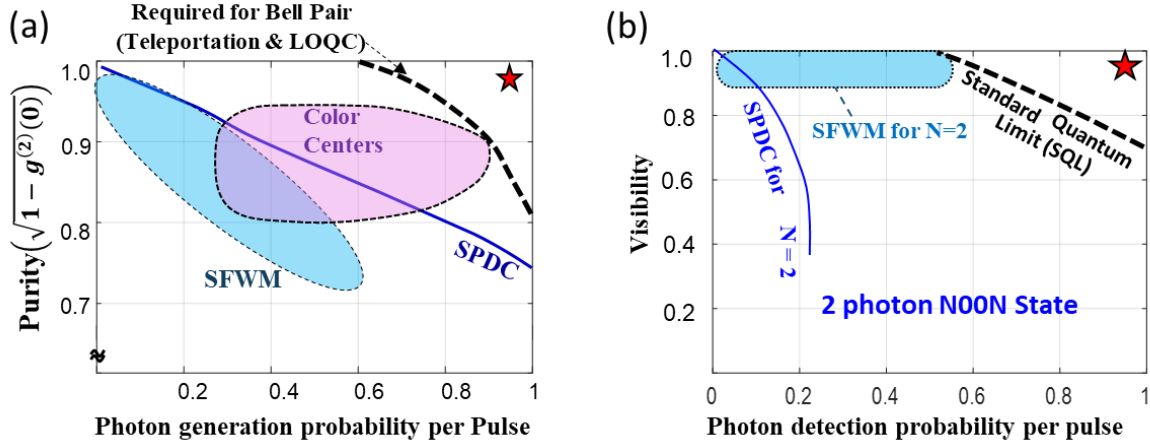 (a)
Required for Bell Pair
(Teleportation & LOQC)
Purity(√1 − g⁽²⁾(0))
1.0
0.9
0.8
0.7
≈
Color
Centers
SFWM
SPDC
0.2
0.4
0.6
0.8
1
Photon generation probability per Pulse
(b)
Visibility
1.0
0.8
0.6
0.4
0.2
SFWM for N=2
SPDC for N = 2
Standard Quantum
Limit (SQL)
2 photon N00N State
0
0.2
0.4
0.6
0.8
1
Photon detection probability per pulse